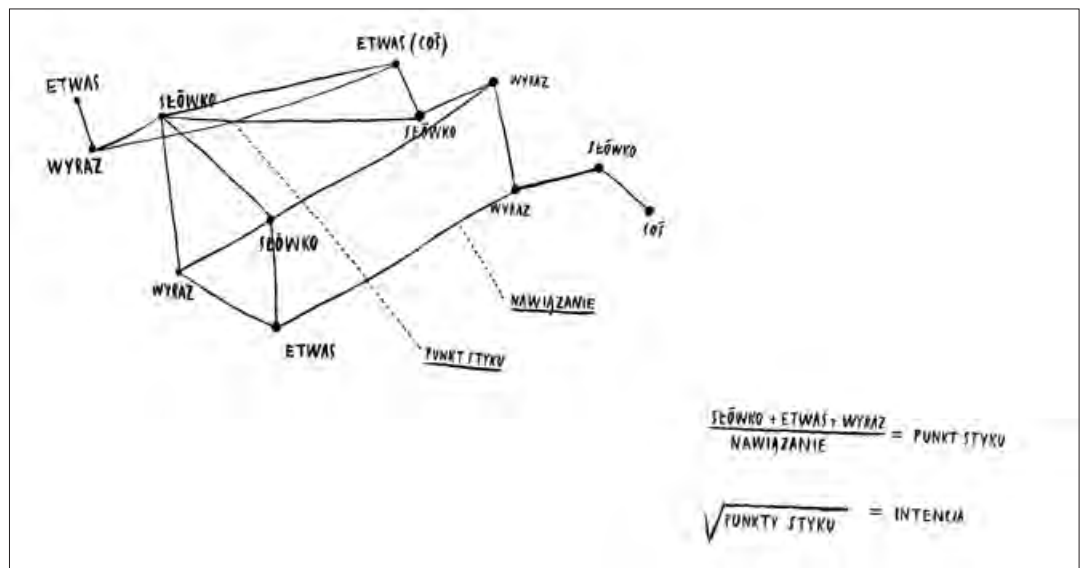 ETWAS (COŚ)
ETWAS
SŁÓWKO
WYRAZ
WYRAZ
SŁÓWKO
SŁÓWKO
WYRAZ
SŁÓWKO
COŚ
WYRAZ
NAWIĄZANIE
ETWAS
PUNKT STYKU
SŁÓWKO + ETWAS + WYRAZ
NAWIĄZANIE
= PUNKT STYKU
√PUNKTY STYKU = INTENCJA